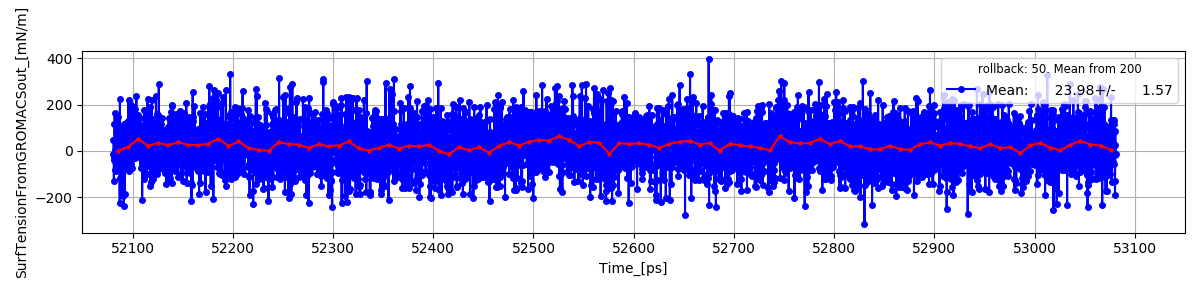 SurfTensionFromGROMACSout_[mN/m]
400
200
0
−200
rollback: 50, Mean from 200
Mean: 23.98+/- 1.57
52100 52200 52300 52400 52500 52600 52700 52800 52900 53000 53100
Time_[ps]